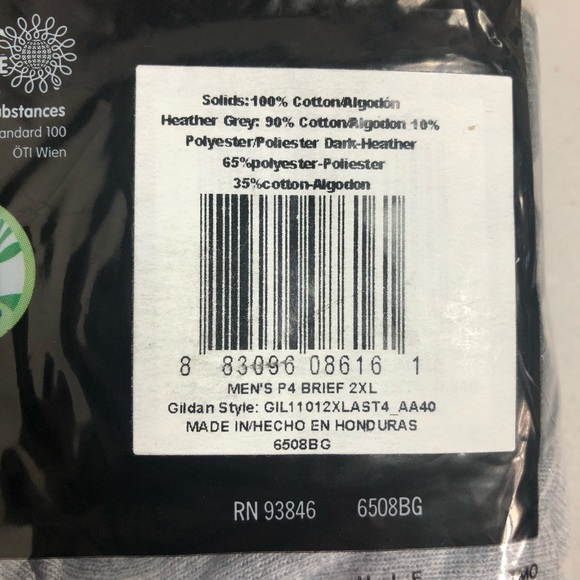 ubstances
andard 100
ÖTI Wien
Solids:100% Cotton/Algodón
Heather Grey: 90% Cotton/Algodon 10%
Polyester/Poliester Dark-Heather
65%polyester-Poliester
35%cotton-Algodon
8 83096 08616 1
MEN'S P4 BRIEF 2XL
Gildan Style: GIL11012XLAST4_AA40
MADE IN/HECHO EN HONDURAS
6508BG
RN 93846 6508BG